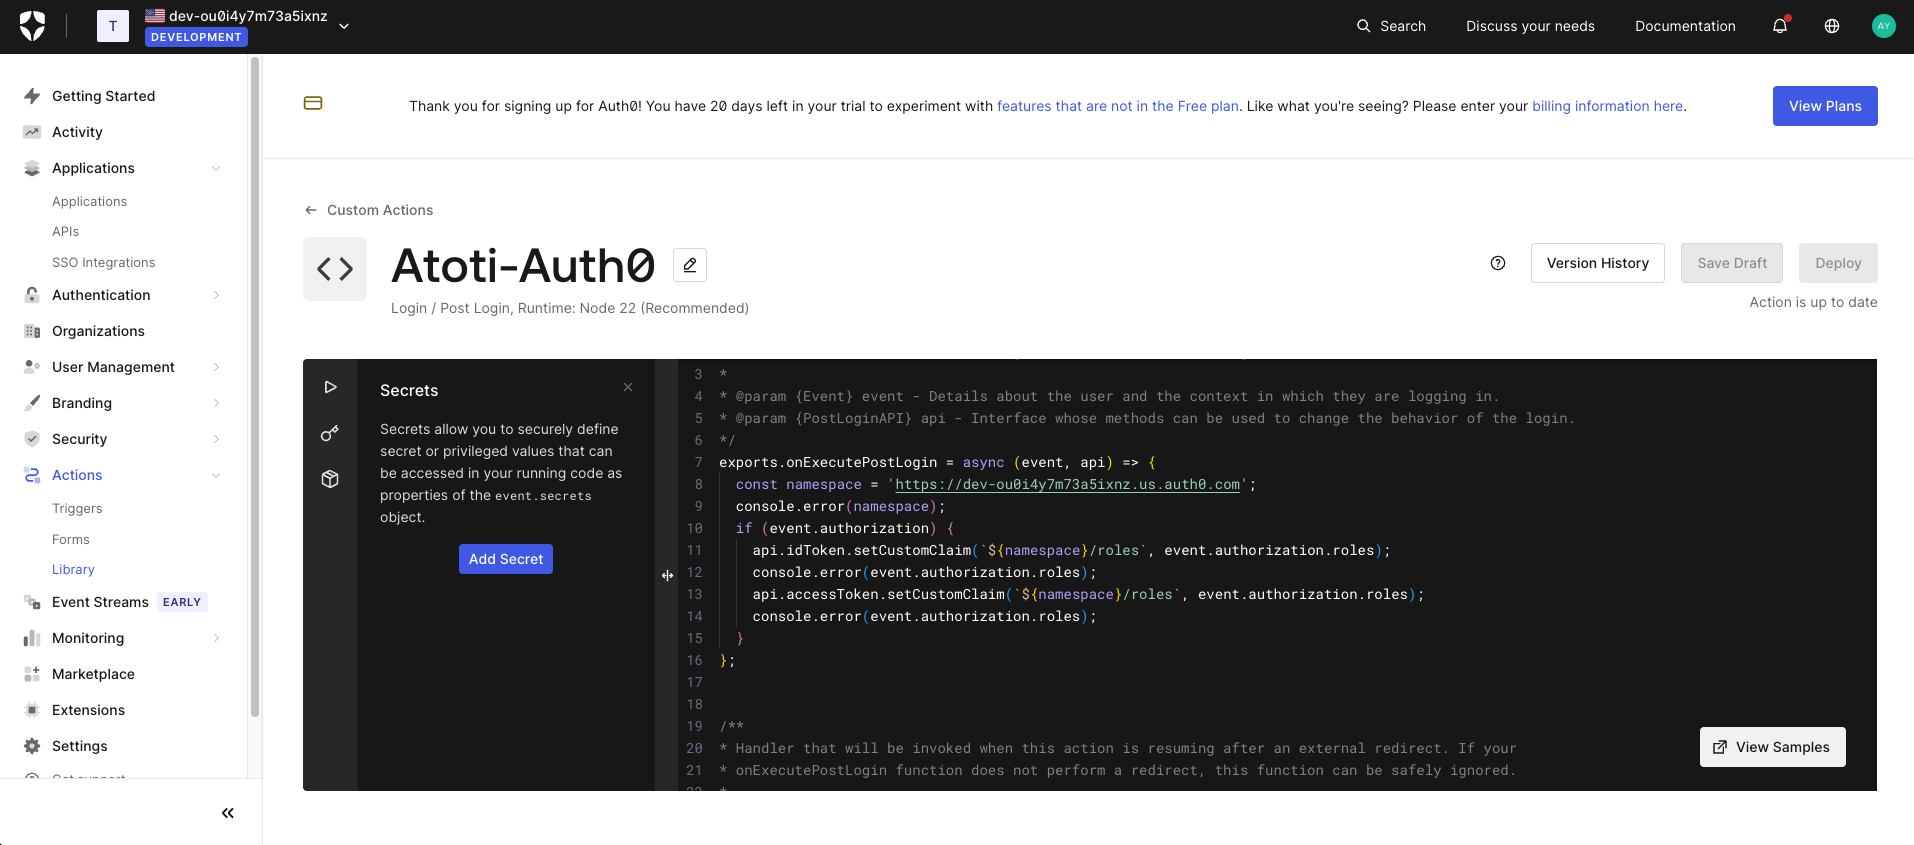 T
dev-ou0i4y7m73a5ixnz
DEVELOPMENT
Search
Discuss your needs
Documentation
AY
Getting Started
Activity
Applications
Applications
APIs
SSO Integrations
Authentication
Organizations
User Management
Branding
Security
Actions
Triggers
Forms
Library
Event Streams EARLY
Monitoring
Marketplace
Extensions
Settings
Get support
Thank you for signing up for Auth0! You have 20 days left in your trial to experiment with features that are not in the Free plan. Like what you're seeing? Please enter your billing information here.
View Plans
Custom Actions
Atoti-Auth0
Login / Post Login, Runtime: Node 22 (Recommended)
Version History
Save Draft
Deploy
Action is up to date
Secrets
Secrets allow you to securely define
secret or privileged values that can
be accessed in your running code as
properties of the event.secrets
object.
Add Secret
3 *
4 * @param {Event} event - Details about the user and the context in which they are logging in.
5 * @param {PostLoginAPI} api - Interface whose methods can be used to change the behavior of the login.
6 */
7 exports.onExecutePostLogin = async (event, api) => {
8 const namespace = 'https://dev-ou0i4y7m73a5ixnz.us.auth0.com';
9 console.error(namespace);
10 if (event.authorization) {
11 api.idToken.setCustomClaim(`${namespace}/roles`, event.authorization.roles);
12 console.error(event.authorization.roles);
13 api.accessToken.setCustomClaim(`${namespace}/roles`, event.authorization.roles);
14 console.error(event.authorization.roles);
15 }
16 };
17
18
19 /**
20 * Handler that will be invoked when this action is resuming after an external redirect. If your
21 * onExecutePostLogin function does not perform a redirect, this function can be safely ignored.
22 *
View Samples